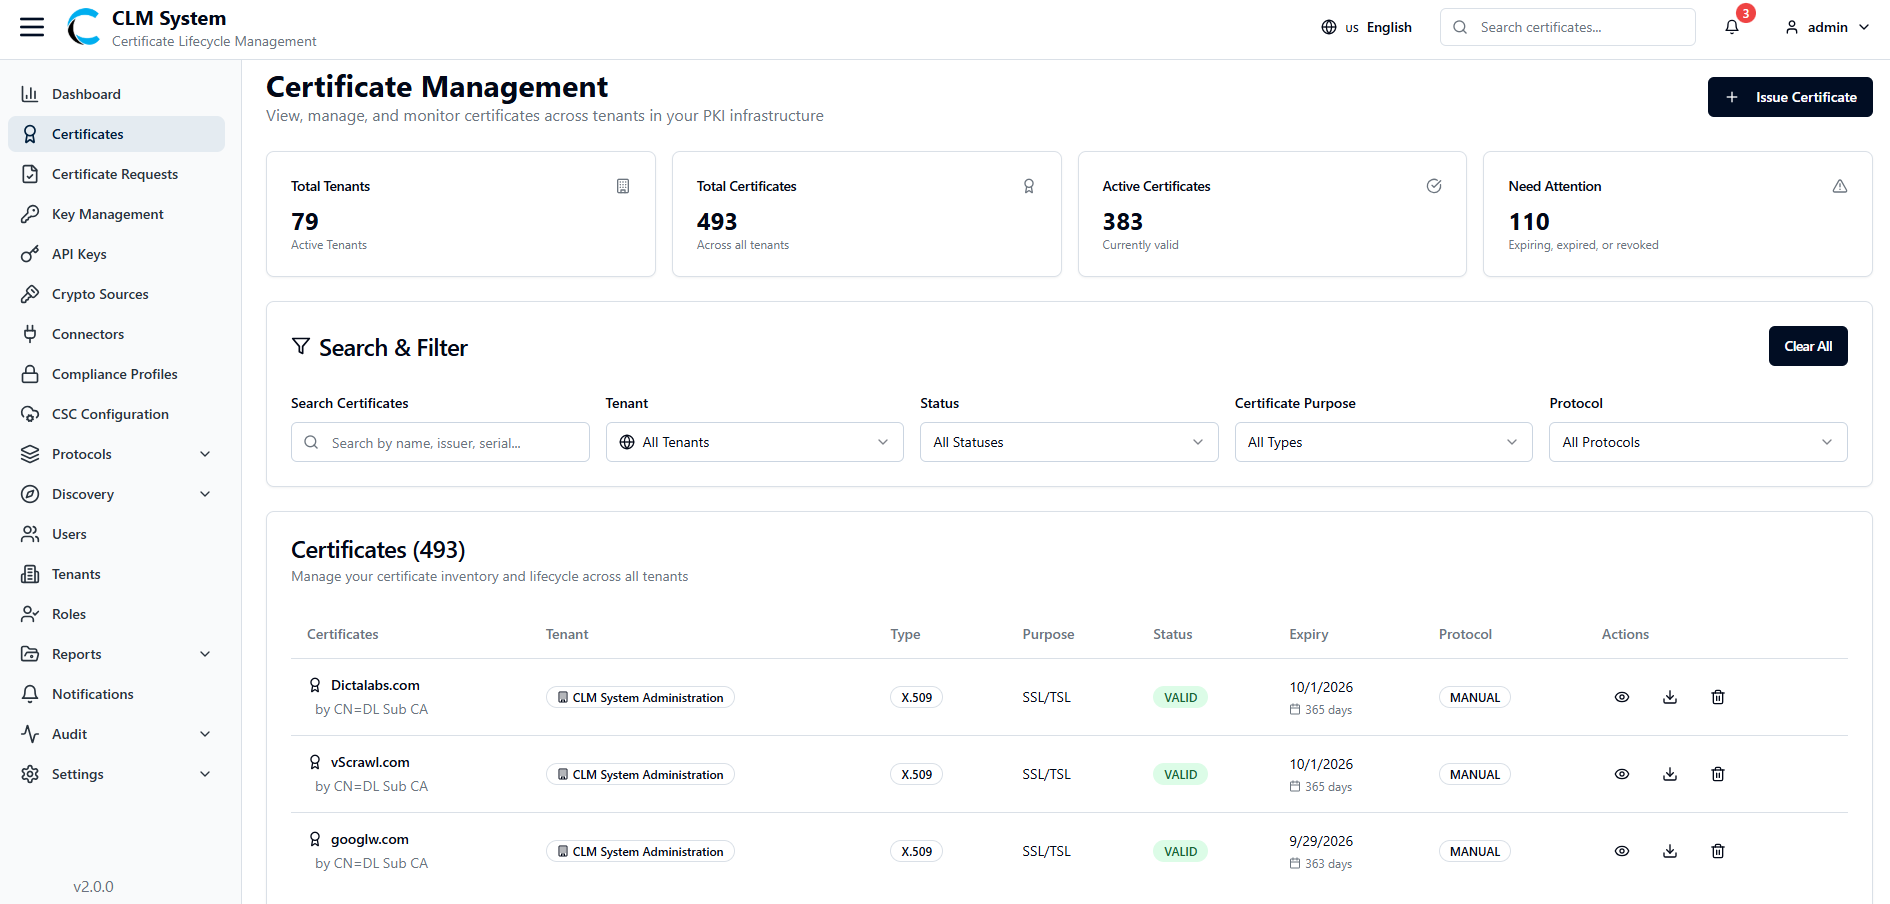 CLM System
Certificate Lifecycle Management
us English
Search certificates...
3
admin
Dashboard
Certificates
Certificate Requests
Key Management
API Keys
Crypto Sources
Connectors
Compliance Profiles
CSC Configuration
Protocols
Discovery
Users
Tenants
Roles
Reports
Notifications
Audit
Settings
v2.0.0
Certificate Management
View, manage, and monitor certificates across tenants in your PKI infrastructure
Issue Certificate
Total Tenants
79
Active Tenants
Total Certificates
493
Across all tenants
Active Certificates
383
Currently valid
Need Attention
110
Expiring, expired, or revoked
Search & Filter
Clear All
Search Certificates
Search by name, issuer, serial...
Tenant
All Tenants
Status
All Statuses
Certificate Purpose
All Types
Protocol
All Protocols
Certificates (493)
Manage your certificate inventory and lifecycle across all tenants
Certificates Tenant Type Purpose Status Expiry Protocol Actions
Dictalabs.com
by CN=DL Sub CA
CLM System Administration
X.509
SSL/TSL
VALID
10/1/2026
365 days
MANUAL
vScrawl.com
by CN=DL Sub CA
CLM System Administration
X.509
SSL/TSL
VALID
10/1/2026
365 days
MANUAL
googlw.com
by CN=DL Sub CA
CLM System Administration
X.509
SSL/TSL
VALID
9/29/2026
363 days
MANUAL